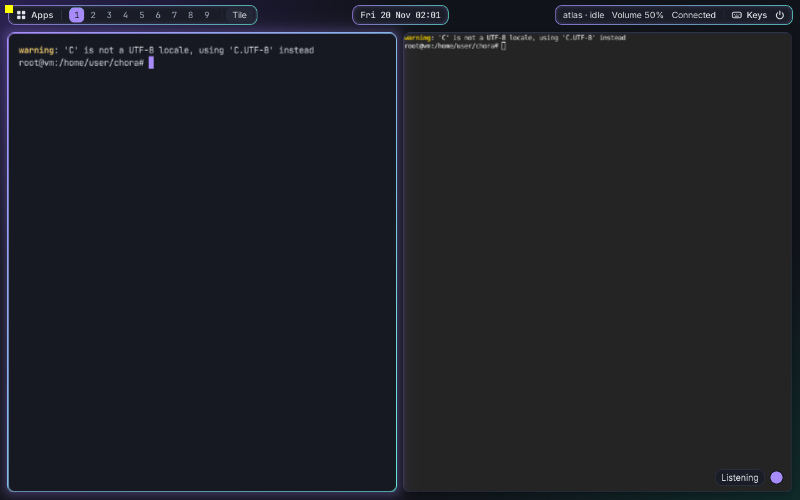 Apps 1 2 3 4 5 6 7 8 9 Tile
Fri 20 Nov 02:01
atlas · idle Volume 50% Connected Keys
warning: 'C' is not a UTF-8 locale, using 'C.UTF-8' instead
root@vm:/home/user/chora#
warning: 'C' is not a UTF-8 locale, using 'C.UTF-8' instead
root@vm:/home/user/chora#
Listening